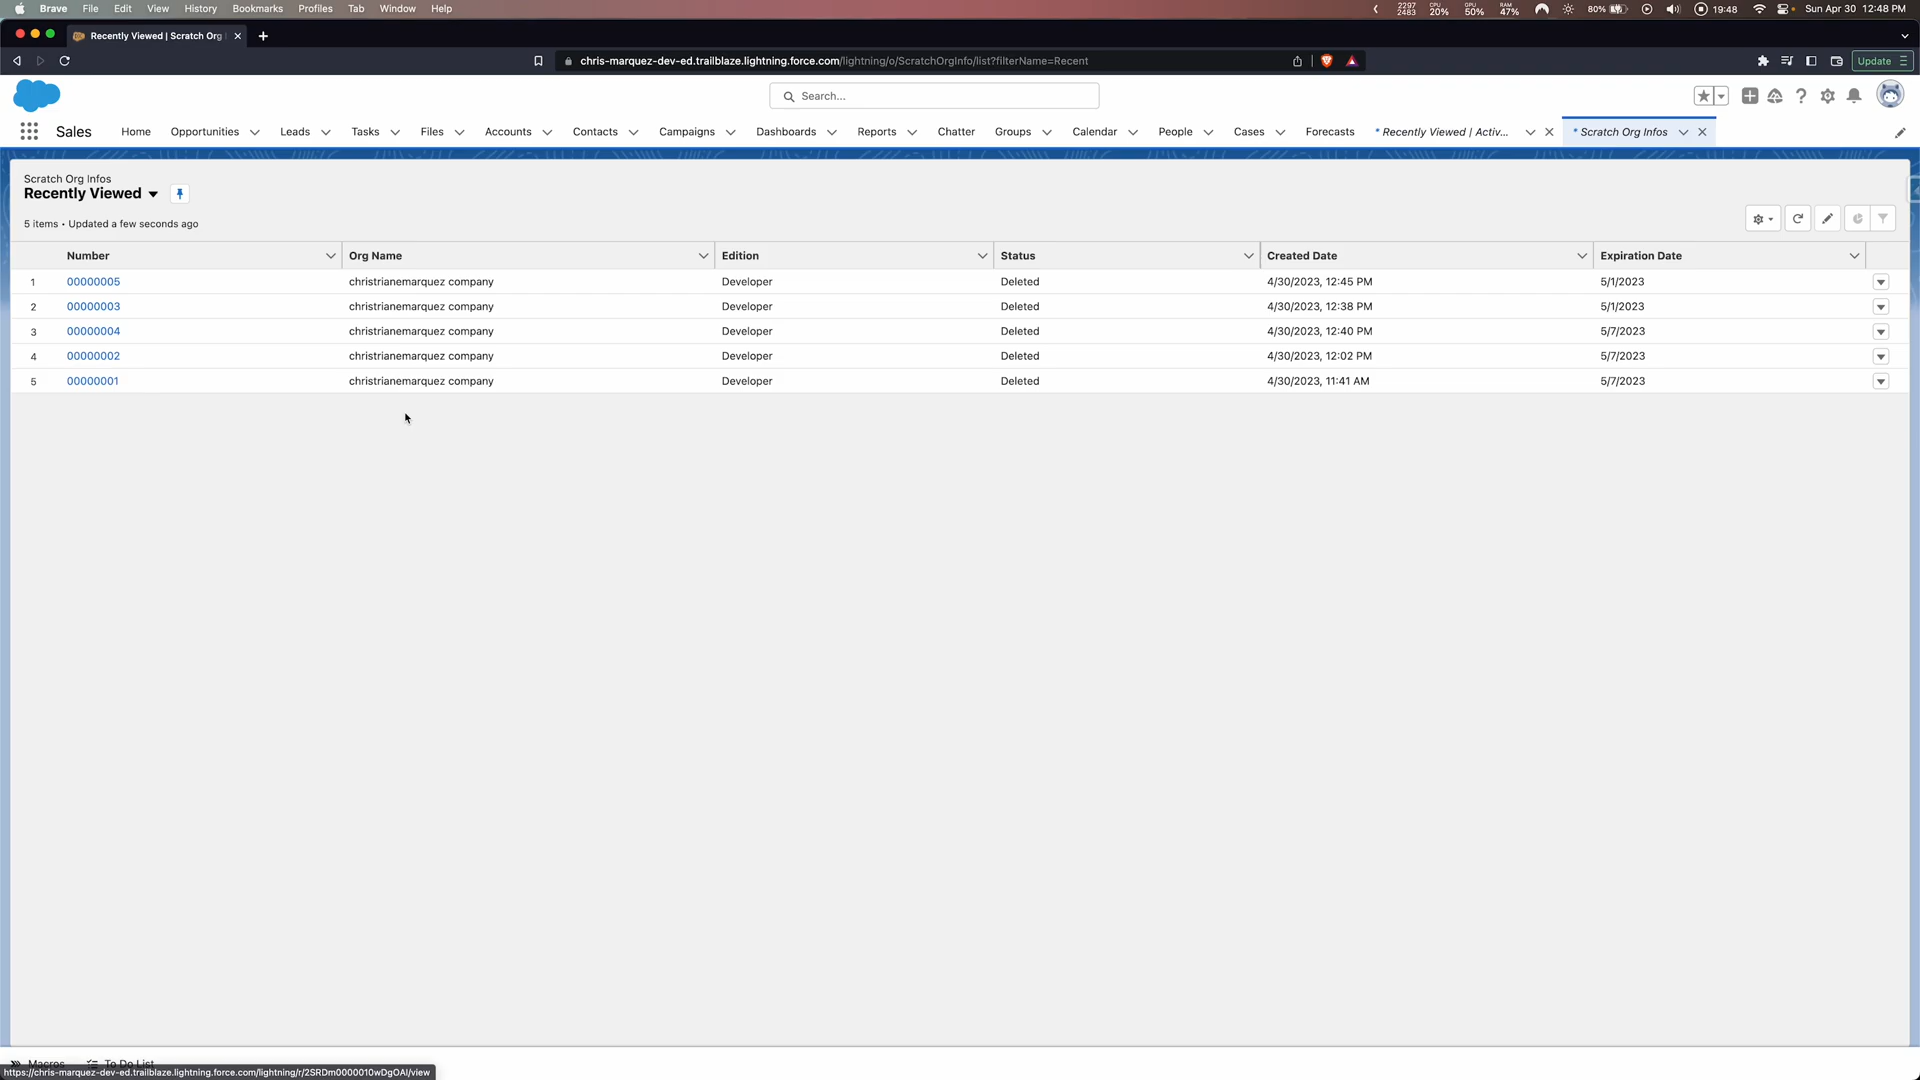 Brave File Edit View History Bookmarks Profiles Tab Window Help 2297 2483 CPU 20% GPU 50% RAM 47% 80% 19:48 Sun Apr 30 12:48 PM
Recently Viewed | Scratch Org
chris-marquez-dev-ed.trailblaze.lightning.force.com/lightning/o/ScratchOrgInfo/list?filterName=Recent Update
Search...
Sales Home Opportunities Leads Tasks Files Accounts Contacts Campaigns Dashboards Reports Chatter Groups Calendar People Cases Forecasts * Recently Viewed | Activ... * Scratch Org Infos
Scratch Org Infos
Recently Viewed
5 items • Updated a few seconds ago
Number Org Name Edition Status Created Date Expiration Date
1 00000005 christrianemarquez company Developer Deleted 4/30/2023, 12:45 PM 5/1/2023
2 00000003 christrianemarquez company Developer Deleted 4/30/2023, 12:38 PM 5/1/2023
3 00000004 christrianemarquez company Developer Deleted 4/30/2023, 12:40 PM 5/7/2023
4 00000002 christrianemarquez company Developer Deleted 4/30/2023, 12:02 PM 5/7/2023
5 00000001 christrianemarquez company Developer Deleted 4/30/2023, 11:41 AM 5/7/2023
Macros To Do List
https://chris-marquez-dev-ed.trailblaze.lightning.force.com/lightning/r/2SRDm0000010wDgOAI/view